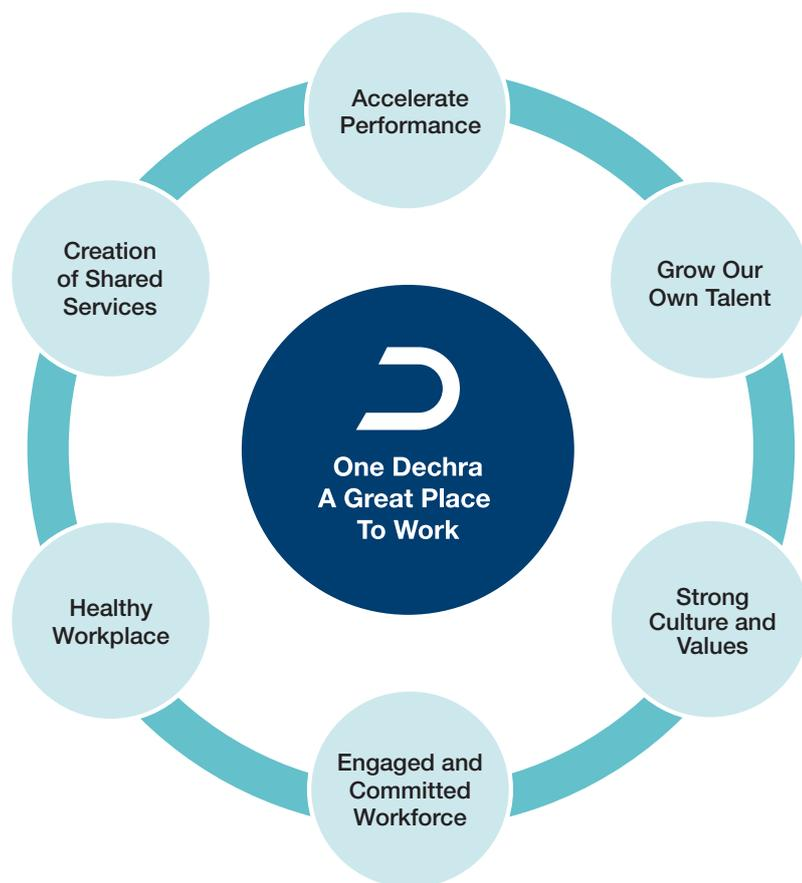 Accelerate
Performance
Grow Our
Own Talent
Strong
Culture and
Values
Engaged and
Committed
Workforce
Healthy
Workplace
Creation
of Shared
Services
One Dechra
A Great Place
To Work